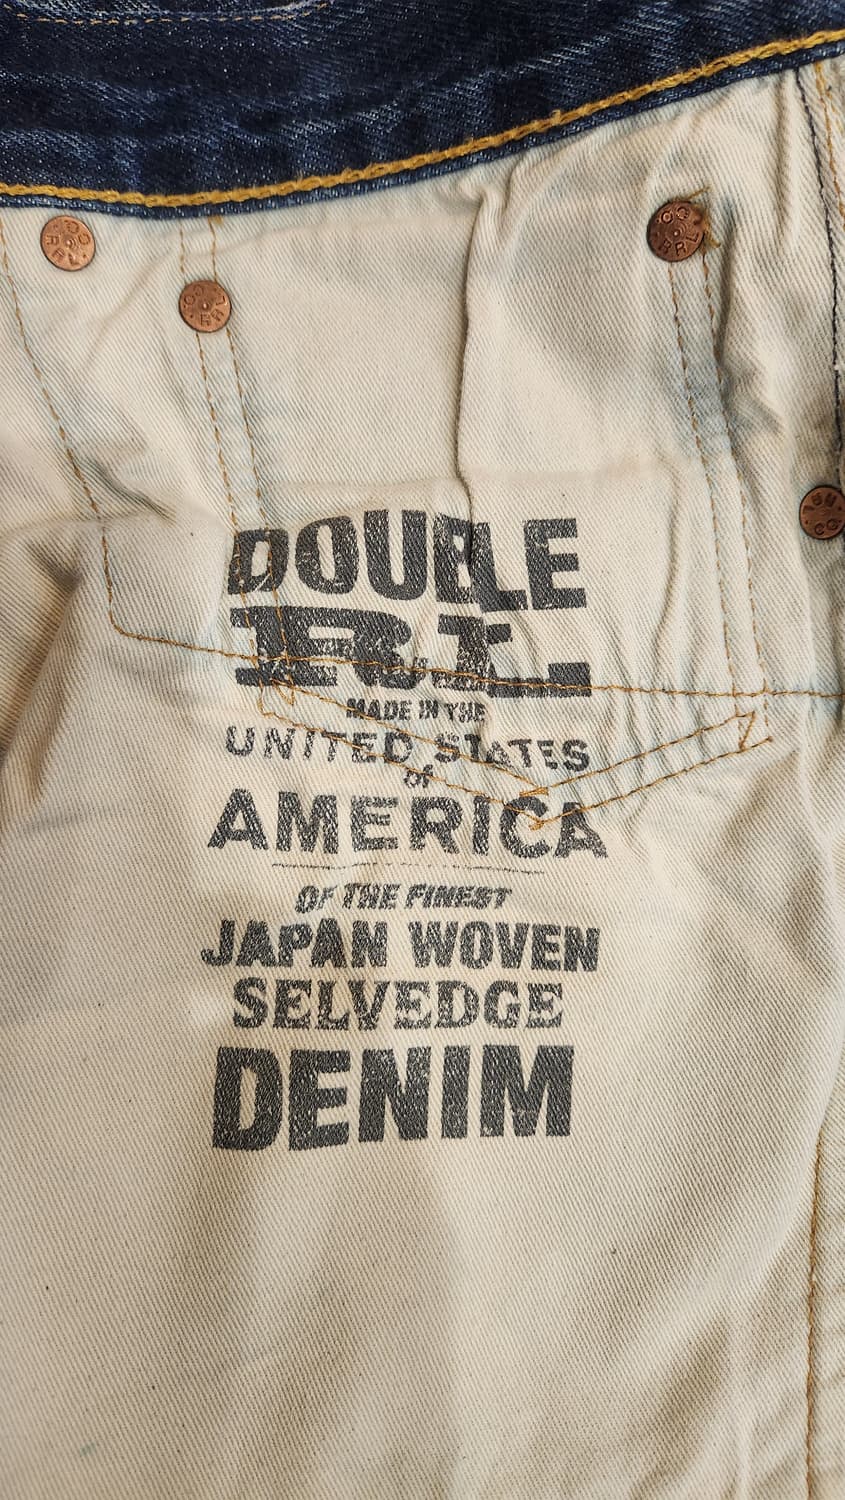 DOUBLE
RL
MADE IN THE
UNITED STATES
of
AMERICA
OF THE FINEST
JAPAN WOVEN
SELVEDGE
DENIM